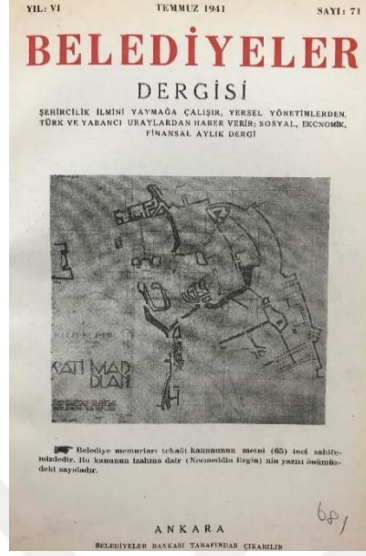 YIL: VI TEMMUZ 1941 SAYI: 71
BELEDİYELER
DERGİSİ
ŞEHİRCİLİK İLMİNİ YAYMAĞA ÇALIŞIR, YERSEL YÖNETİMLERDEN,
TÜRK VE YABANCI URAYLARDAN HABER VERİR; SOSYAL, EKONOMİK,
FİNANSAL AYLIK DERGİ
KATI MAD
PLANI
Belediye memurları tekaüt kanununun metni (65) inci sahife-
mizdedir. Bu kanunun izahına dair (Necmeddin Ergin) nin yazısı önümüz-
deki sayıdadır.
681
ANKARA
BELEDİYELER BANKASI TARAFINDAN ÇIKARILIR